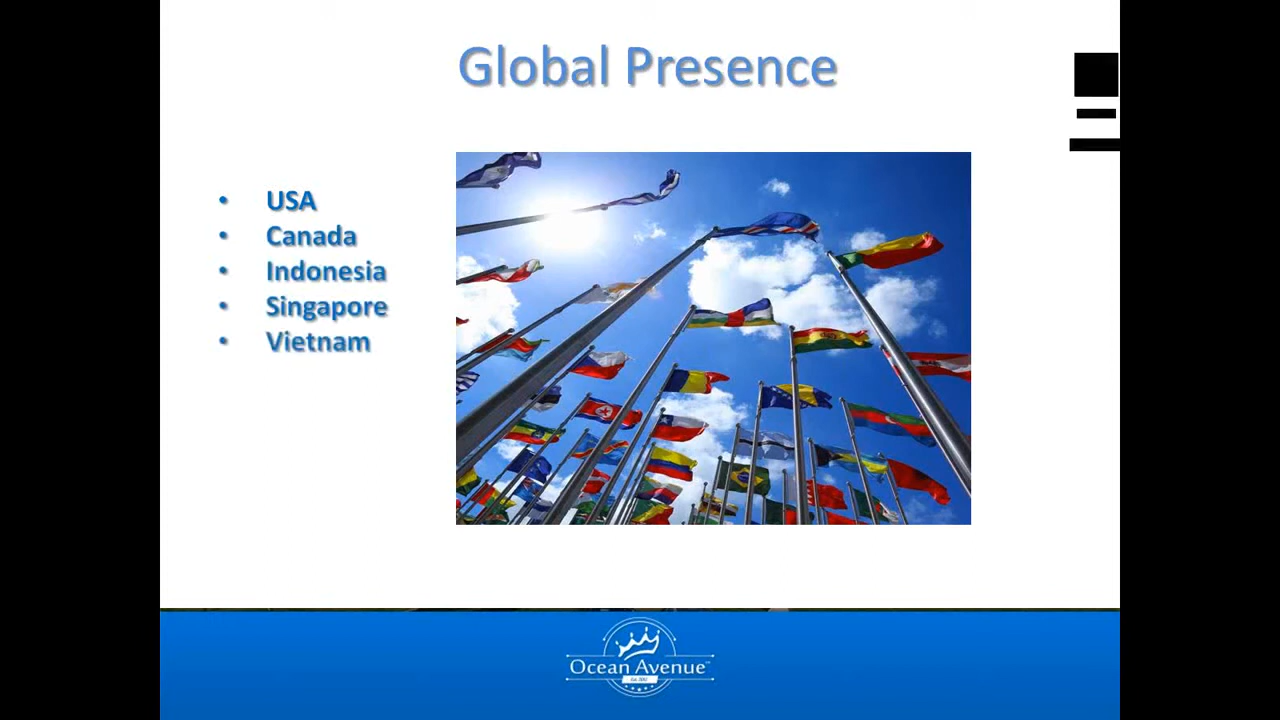 Global Presence
• USA
• Canada
• Indonesia
• Singapore
• Vietnam
Ocean Avenue